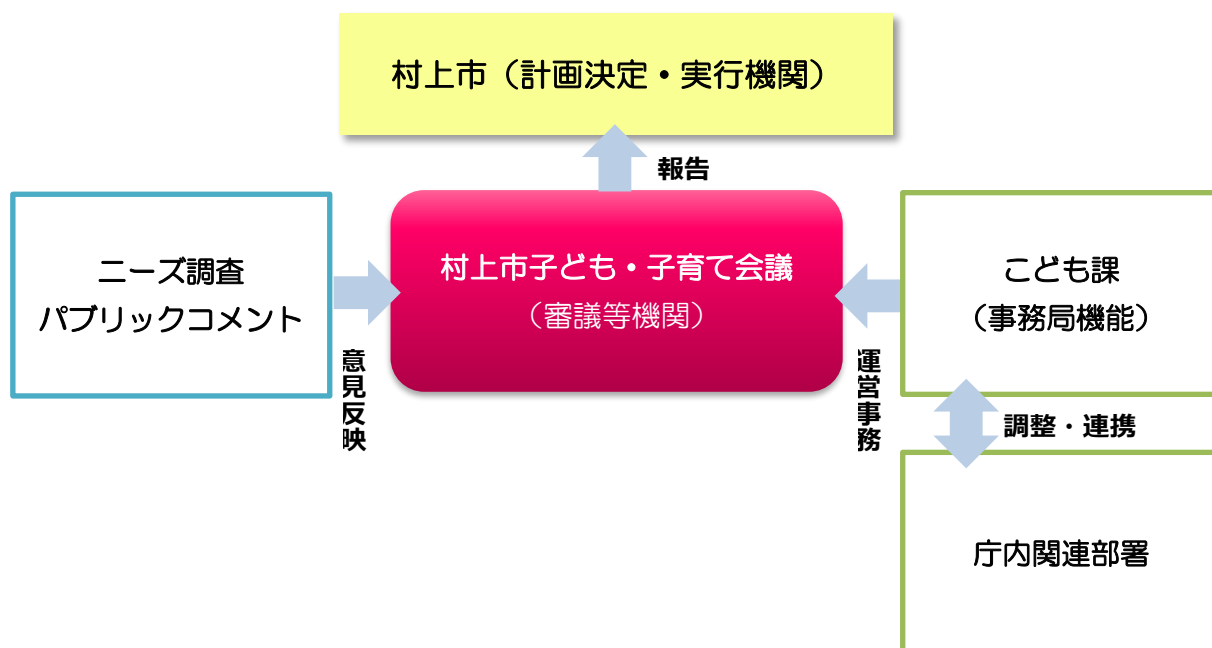 村上市（計画決定・実行機関）
報告
ニーズ調査
パブリックコメント
意見反映
村上市子ども・子育て会議
（審議等機関）
運営事務
こども課
（事務局機能）
調整・連携
庁内関連部署